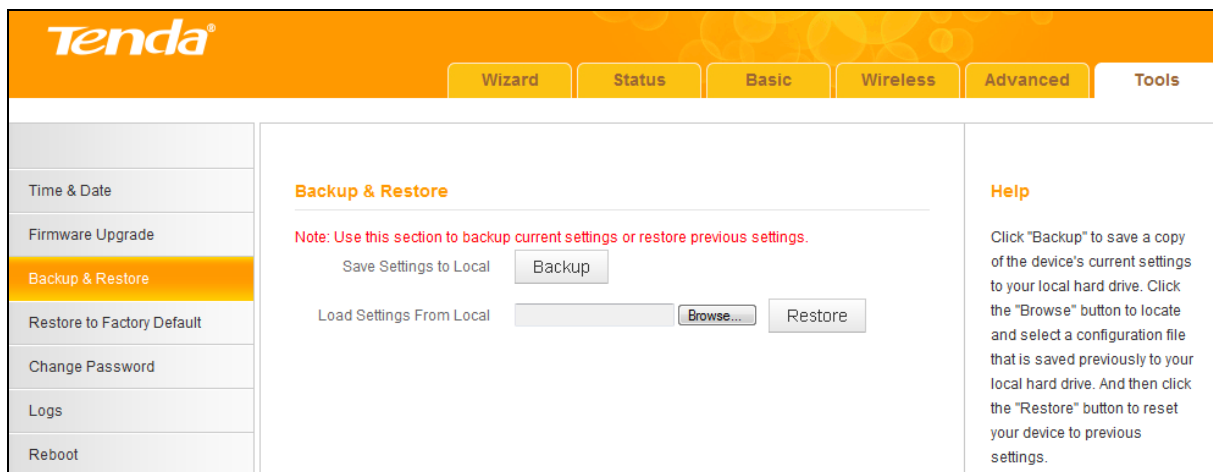 Tenda®
Wizard
Status
Basic
Wireless
Advanced
Tools
Time & Date
Firmware Upgrade
Backup & Restore
Restore to Factory Default
Change Password
Logs
Reboot
Backup & Restore
Note: Use this section to backup current settings or restore previous settings.
Save Settings to Local Backup
Load Settings From Local Browse... Restore
Help
Click "Backup" to save a copy
of the device's current settings
to your local hard drive. Click
the "Browse" button to locate
and select a configuration file
that is saved previously to your
local hard drive. And then click
the "Restore" button to reset
your device to previous
settings.